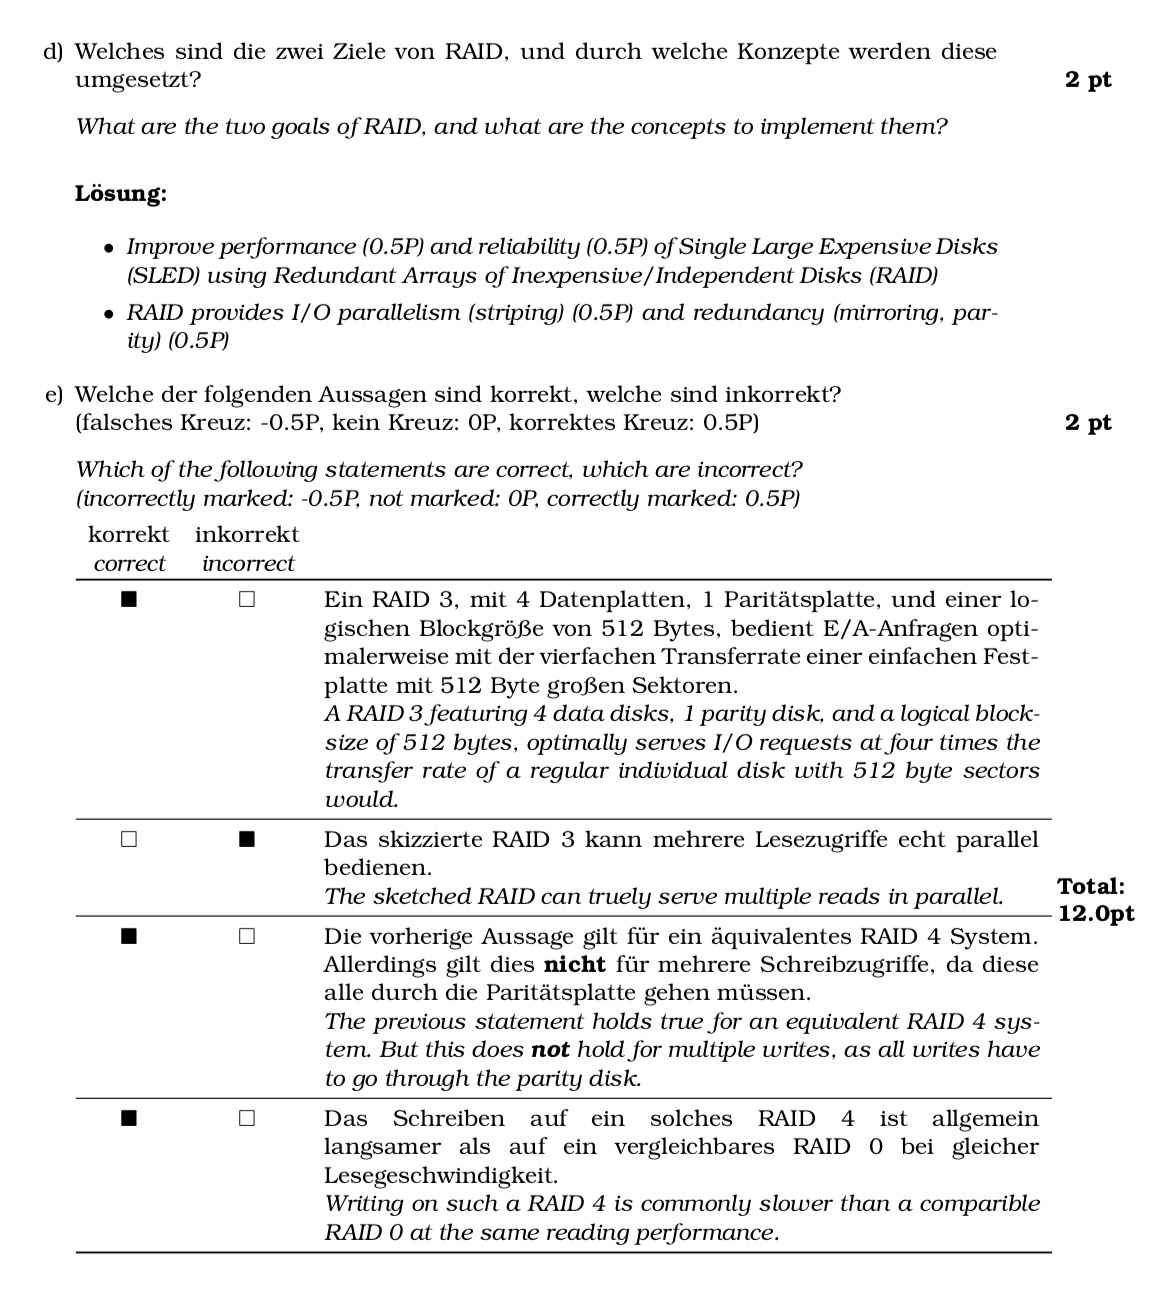 d) Welches sind die zwei Ziele von RAID, und durch welche Konzepte werden diese
umgesetzt? 2 pt
What are the two goals of RAID, and what are the concepts to implement them?
Lösung:
• Improve performance (0.5P) and reliability (0.5P) of Single Large Expensive Disks
(SLED) using Redundant Arrays of Inexpensive/Independent Disks (RAID)
• RAID provides I/O parallelism (striping) (0.5P) and redundancy (mirroring, par-
ity) (0.5P)
e) Welche der folgenden Aussagen sind korrekt, welche sind inkorrekt?
(falsches Kreuz: -0.5P, kein Kreuz: 0P, korrektes Kreuz: 0.5P) 2 pt
Which of the following statements are correct, which are incorrect?
(incorrectly marked: -0.5P, not marked: 0P, correctly marked: 0.5P)
korrekt inkorrekt
correct incorrect
■ □ Ein RAID 3, mit 4 Datenplatten, 1 Paritätsplatte, und einer lo-
gischen Blockgröße von 512 Bytes, bedient E/A-Anfragen opti-
malerweise mit der vierfachen Transferrate einer einfachen Fest-
platte mit 512 Byte großen Sektoren.
A RAID 3 featuring 4 data disks, 1 parity disk, and a logical block-
size of 512 bytes, optimally serves I/O requests at four times the
transfer rate of a regular individual disk with 512 byte sectors
would.
□ ■ Das skizzierte RAID 3 kann mehrere Lesezugriffe echt parallel
bedienen.
The sketched RAID can truely serve multiple reads in parallel.
Total:
12.0pt
■ □ Die vorherige Aussage gilt für ein äquivalentes RAID 4 System.
Allerdings gilt dies nicht für mehrere Schreibzugriffe, da diese
alle durch die Paritätsplatte gehen müssen.
The previous statement holds true for an equivalent RAID 4 sys-
tem. But this does not hold for multiple writes, as all writes have
to go through the parity disk.
■ □ Das Schreiben auf ein solches RAID 4 ist allgemein
langsamer als auf ein vergleichbares RAID 0 bei gleicher
Lesegeschwindigkeit.
Writing on such a RAID 4 is commonly slower than a comparible
RAID 0 at the same reading performance.